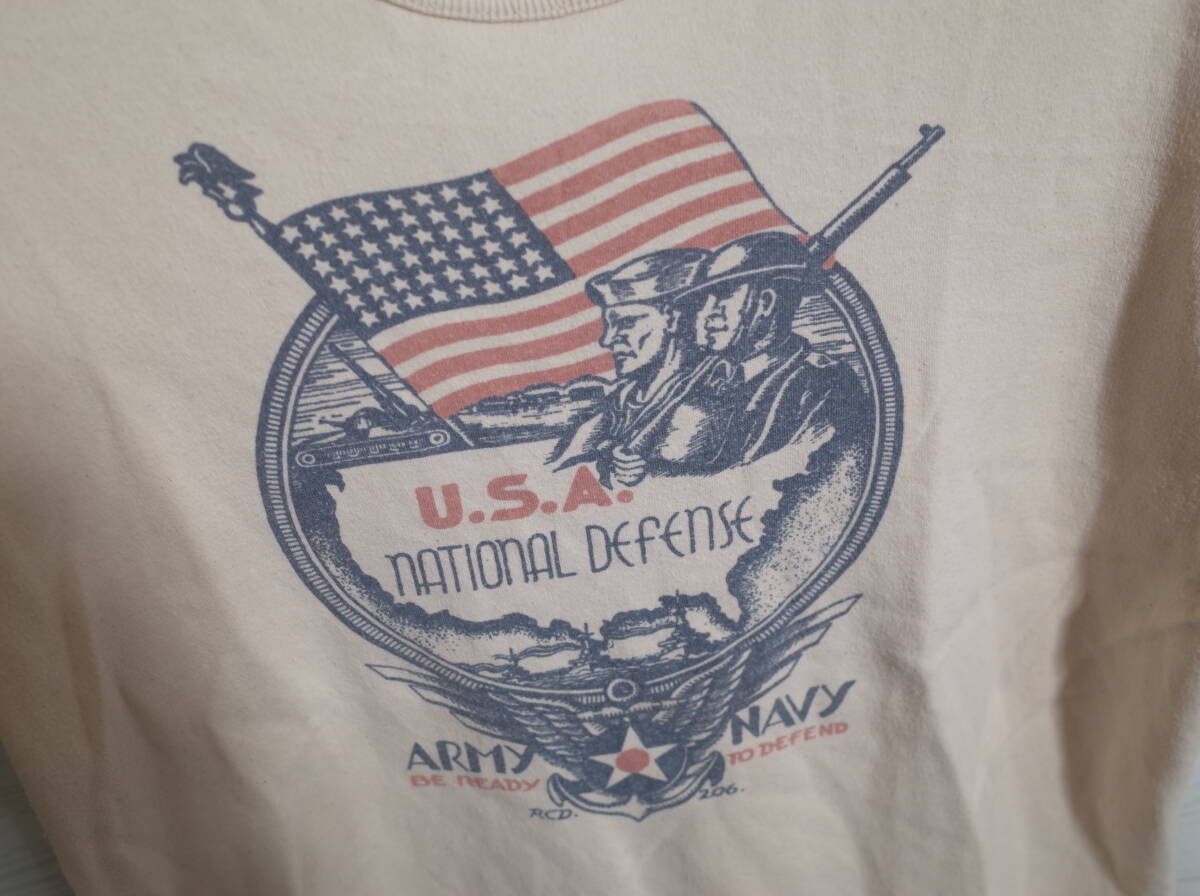 U.S.A.
NATIONAL DEFENSE
ARMY NAVY
BE READY TO DEFEND
RCD. 206.